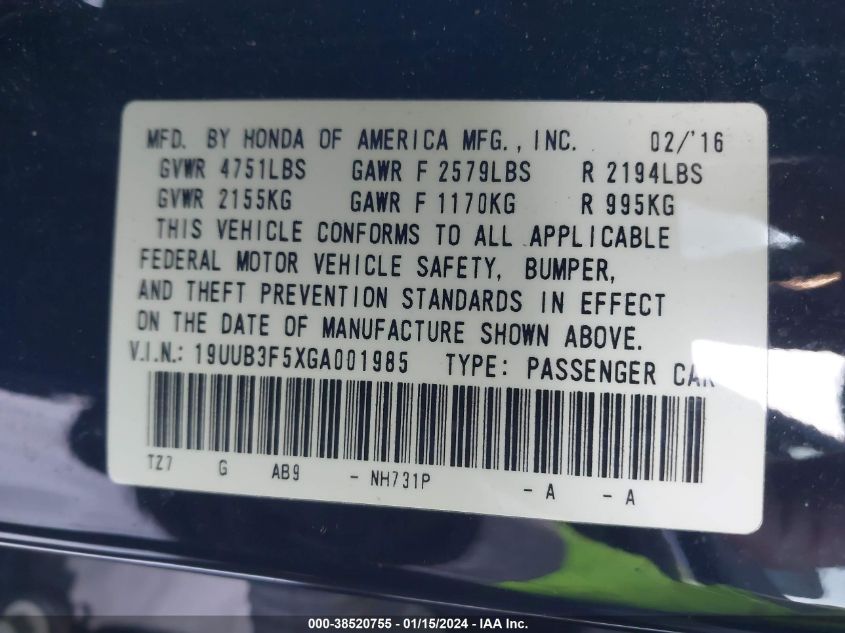 MFD. BY HONDA OF AMERICA MFG., INC. 02/'16
GVWR 4751LBS GAWR F 2579LBS R 2194LBS
GVWR 2155KG GAWR F 1170KG R 995KG
THIS VEHICLE CONFORMS TO ALL APPLICABLE
FEDERAL MOTOR VEHICLE SAFETY, BUMPER,
AND THEFT PREVENTION STANDARDS IN EFFECT
ON THE DATE OF MANUFACTURE SHOWN ABOVE.
V.I.N.: 19UUB3F5XGA001985 TYPE: PASSENGER CAR
TZ7 G AB9 - NH731P - A - A
000-38520755 - 01/15/2024 - IAA Inc.